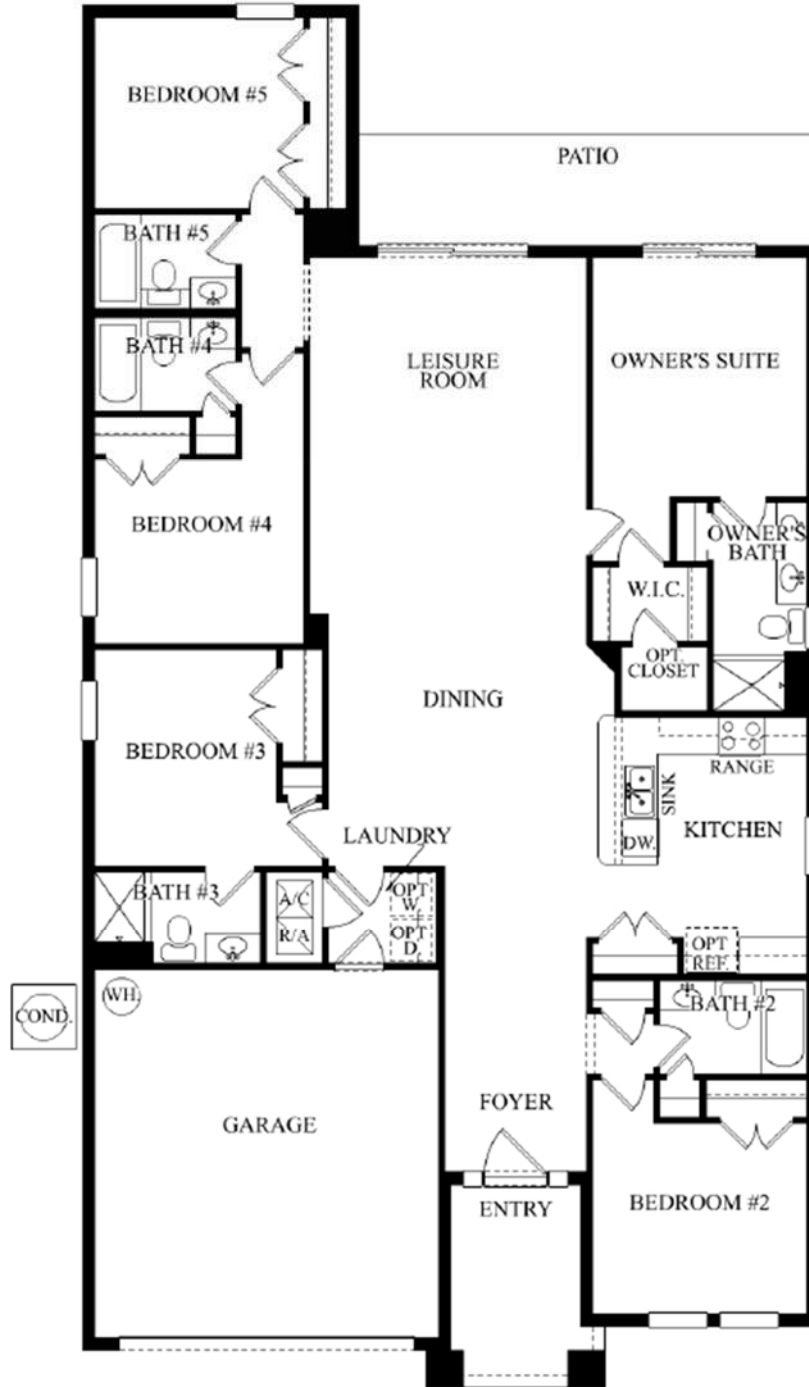 BEDROOM #5
PATIO
BATH #5
BATH #4
LEISURE
ROOM
OWNER'S SUITE
BEDROOM #4
OWNER'S
BATH
W.I.C.
OPT.
CLOSET
DINING
BEDROOM #3
RANGE
SINK
KITCHEN
DW.
LAUNDRY
BATH #3
A/C
R/A
OPT
W.
OPT
D.
OPT
REF.
WH.
COND.
BATH #2
FOYER
GARAGE
ENTRY
BEDROOM #2